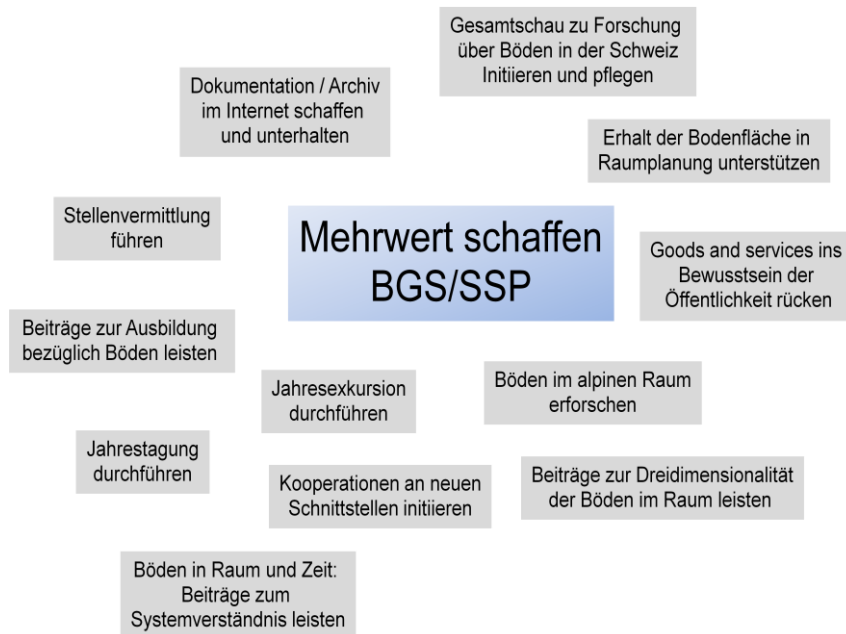 Gesamtschau zu Forschung
über Böden in der Schweiz
Initiieren und pflegen
Dokumentation / Archiv
im Internet schaffen
und unterhalten
Erhalt der Bodenfläche in
Raumplanung unterstützen
Stellenvermittlung
führen
Mehrwert schaffen
BGS/SSP
Goods and services ins
Bewusstsein der
Öffentlichkeit rücken
Beiträge zur Ausbildung
bezüglich Böden leisten
Jahresexkursion
durchführen
Böden im alpinen Raum
erforschen
Jahrestagung
durchführen
Kooperationen an neuen
Schnittstellen initiieren
Beiträge zur Dreidimensionalität
der Böden im Raum leisten
Böden in Raum und Zeit:
Beiträge zum
Systemverständnis leisten